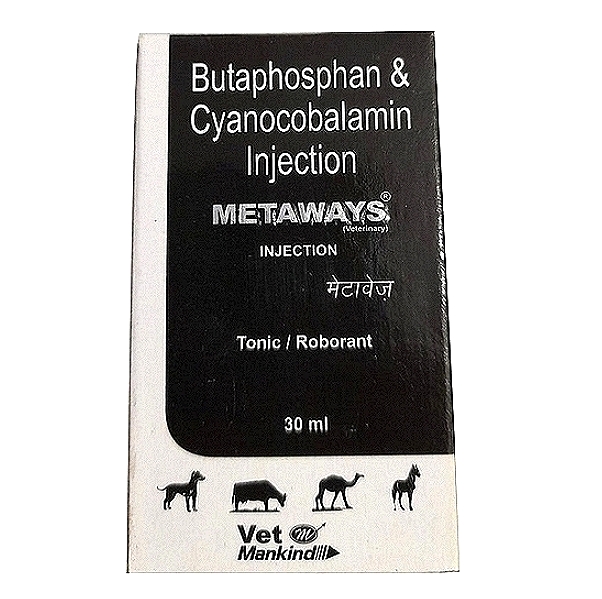 Butaphosphan &
Cyanocobalamin
Injection
METAWAYS®
(Veterinary)
INJECTION
मेटावेज़
Tonic / Roborant
30 ml
Vet
Mankind